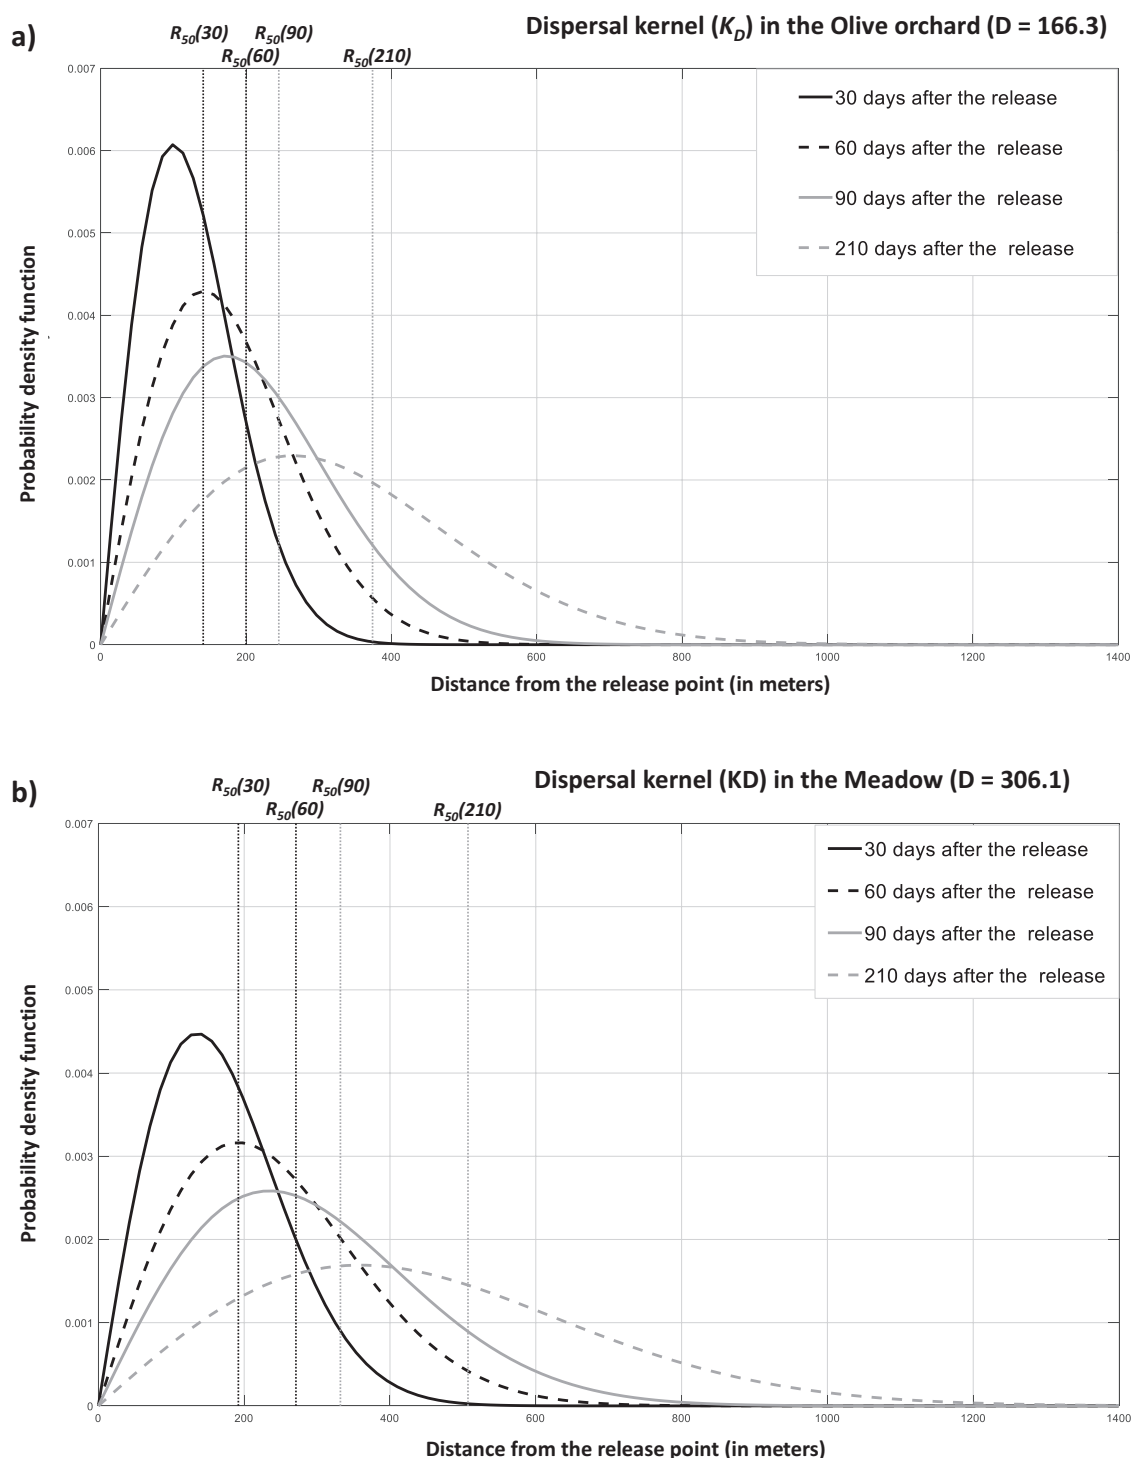 a)
Dispersal kernel (K_D) in the Olive orchard (D = 166.3)
R50(30) R50(90)
R50(60) R50(210)
30 days after the release
60 days after the  release
90 days after the  release
210 days after the  release
0.007
0.006
0.005
0.004
0.003
0.002
0.001
0
Probability density function
0 200 400 600 800 1000 1200 1400
Distance from the release point (in meters)
b)
Dispersal kernel (KD) in the Meadow (D = 306.1)
R50(30) R50(90)
R50(60) R50(210)
30 days after the release
60 days after the  release
90 days after the  release
210 days after the  release
0.007
0.006
0.005
0.004
0.003
0.002
0.001
0
Probability density function
0 200 400 600 800 1000 1200 1400
Distance from the release point (in meters)